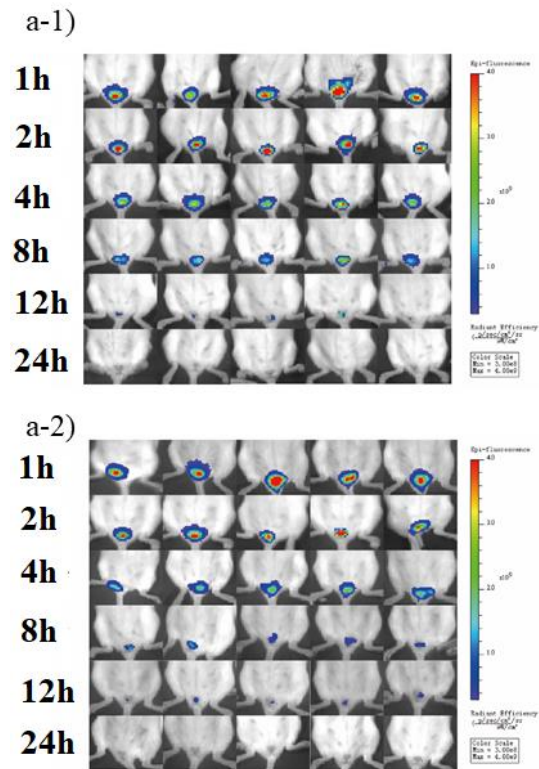 a-1)
1h
2h
4h
8h
12h
24h
Epi-fluorescence
40
30
20
10
Radiant Efficiency
Color Scale
Min = 3.00e8
Max = 4.00e9
a-2)
1h
2h
4h
8h
12h
24h
Epi-fluorescence
40
30
20
10
Radiant Efficiency
Color Scale
Min = 3.00e8
Max = 4.00e9